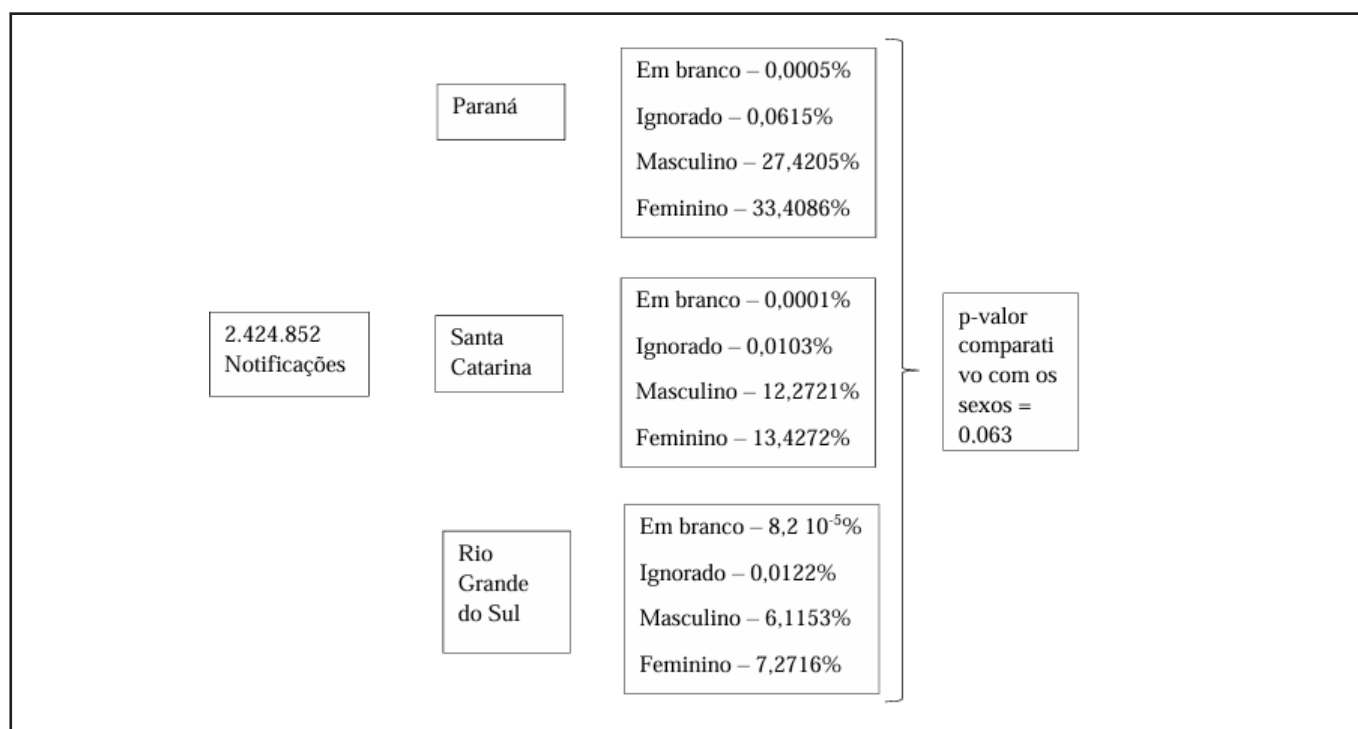 2.424.852
Notificações
Paraná
Em branco – 0,0005%
Ignorado – 0,0615%
Masculino – 27,4205%
Feminino – 33,4086%
Santa
Catarina
Em branco – 0,0001%
Ignorado – 0,0103%
Masculino – 12,2721%
Feminino – 13,4272%
Rio
Grande
do Sul
Em branco – 8,2 10⁻⁵%
Ignorado – 0,0122%
Masculino – 6,1153%
Feminino – 7,2716%
p-valor
comparati
vo com os
sexos =
0.063